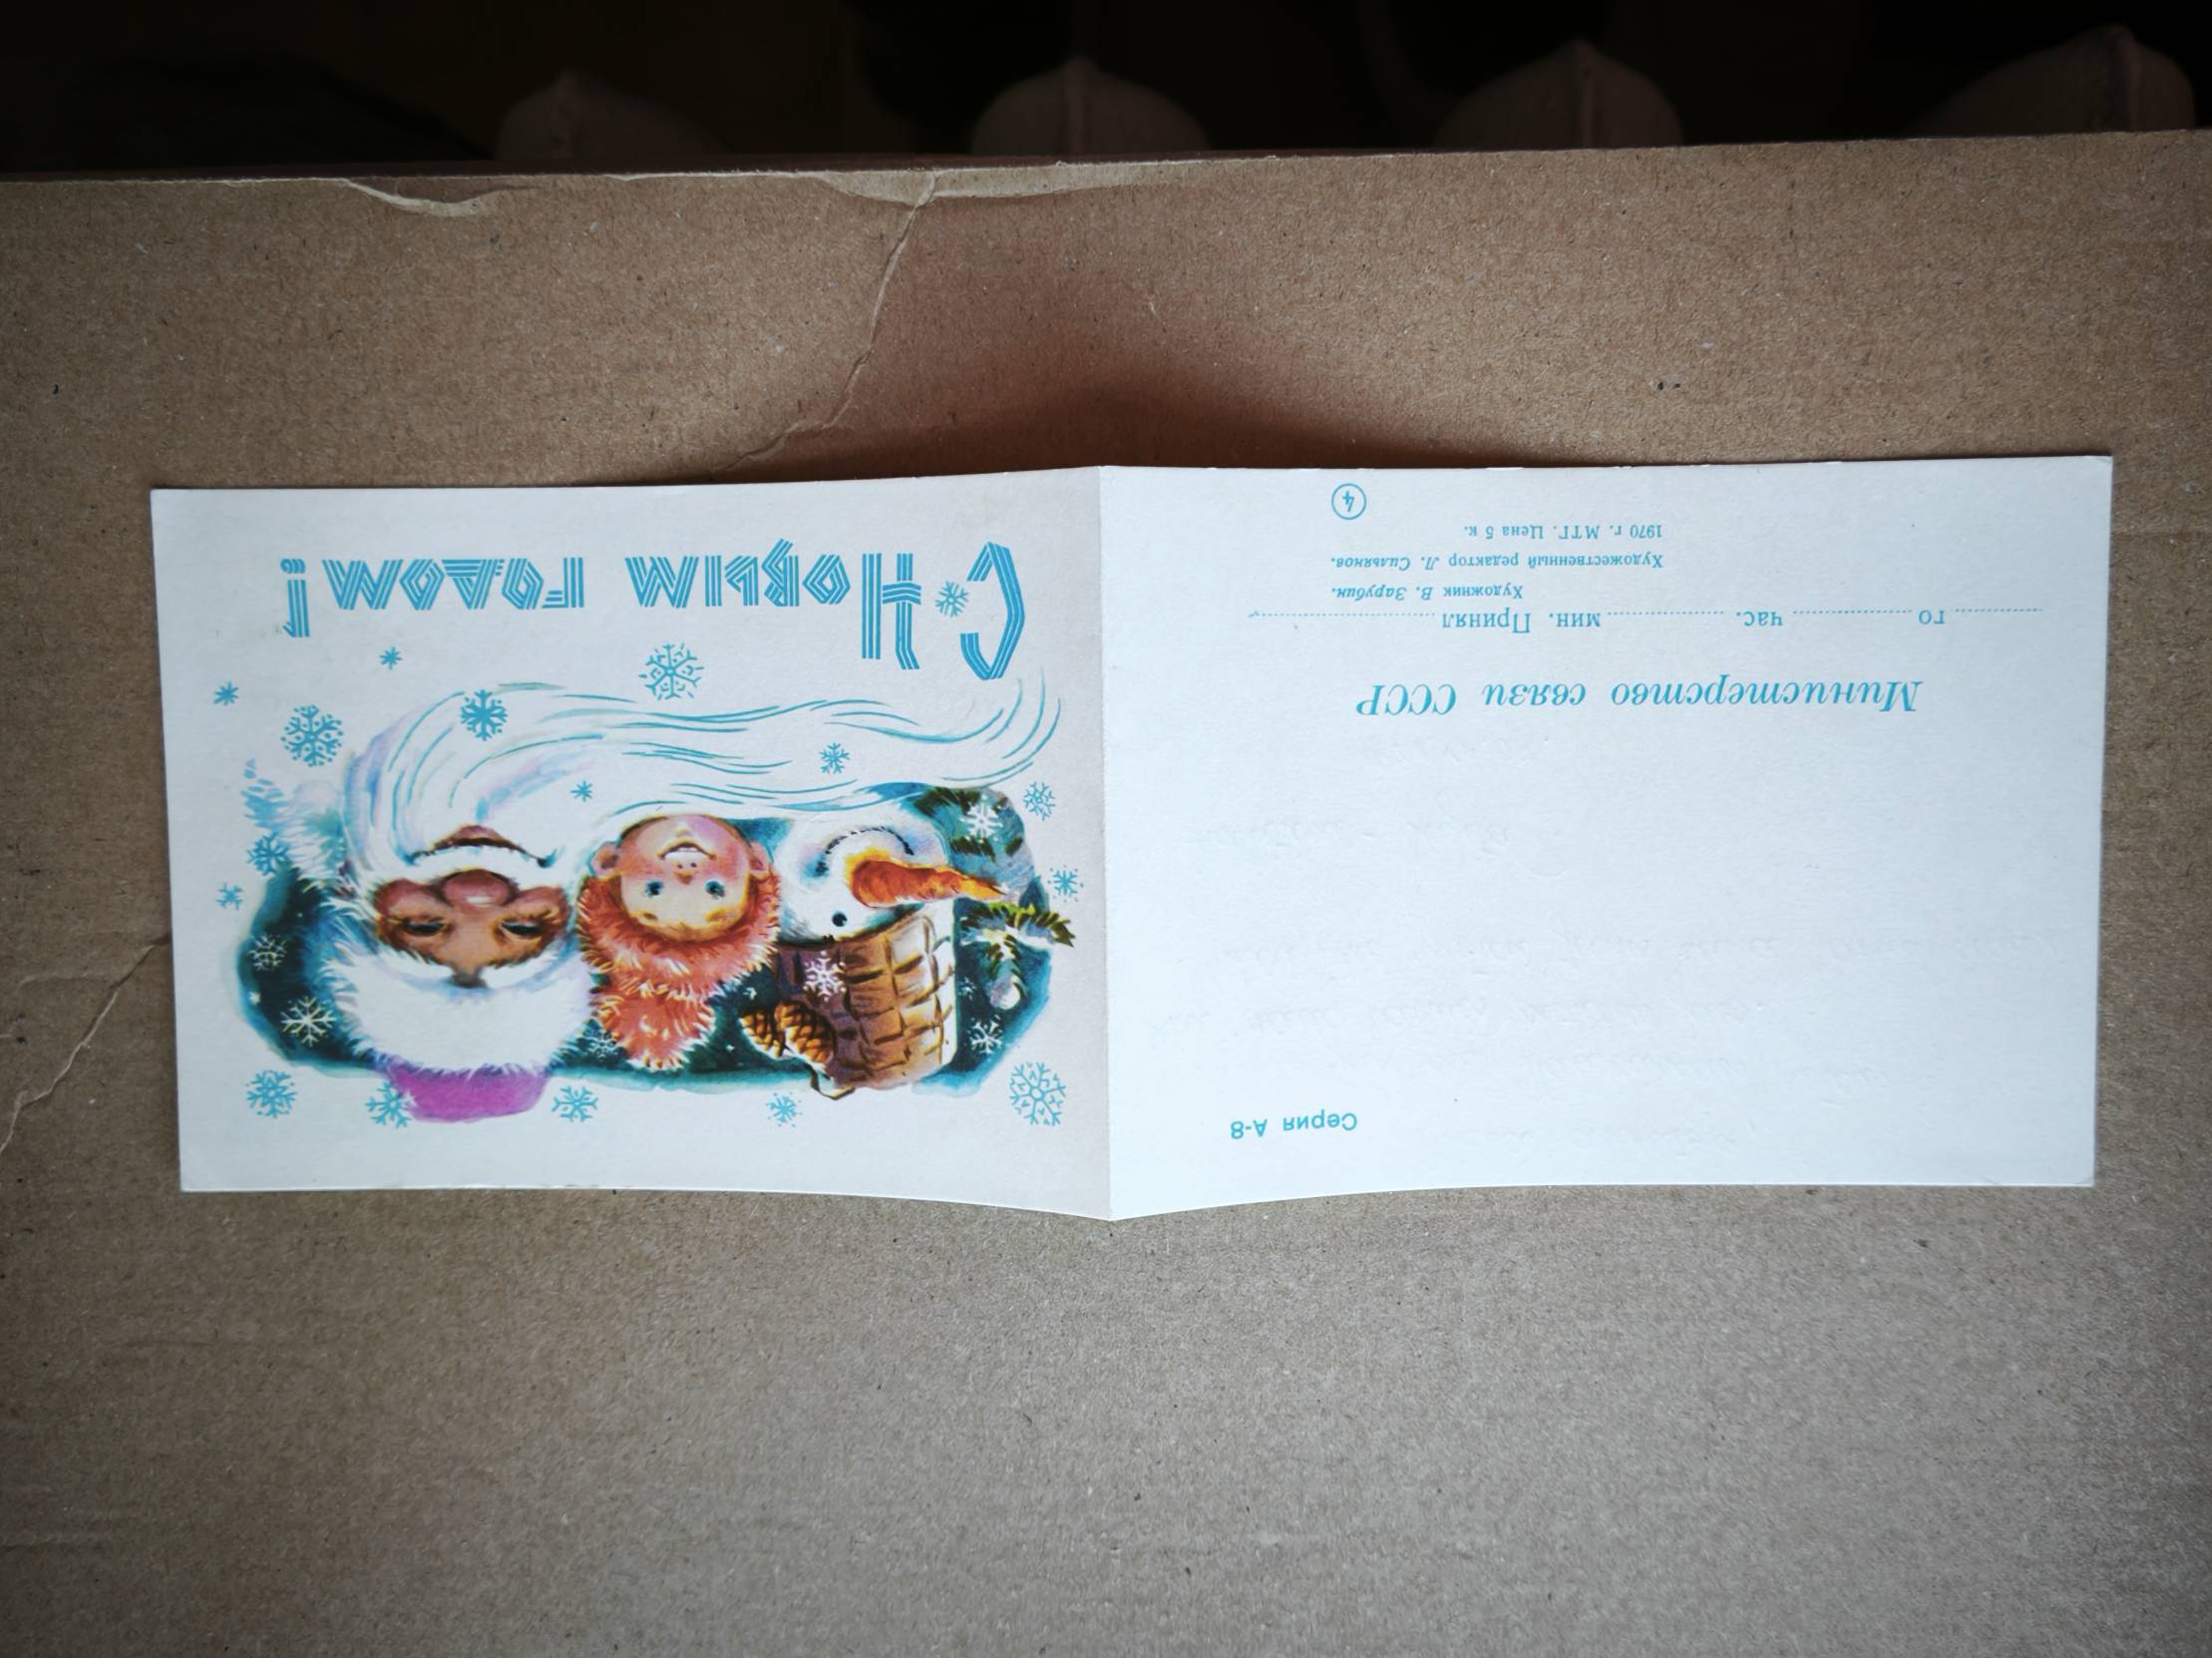 С Новым годом!
Серия А-8
Министерство связи СССР
го час. мин. Принял
Художник В. Зарубин.
Художественный редактор Л. Сильянов.
1970 г. МТГ. Цена 5 к.
4